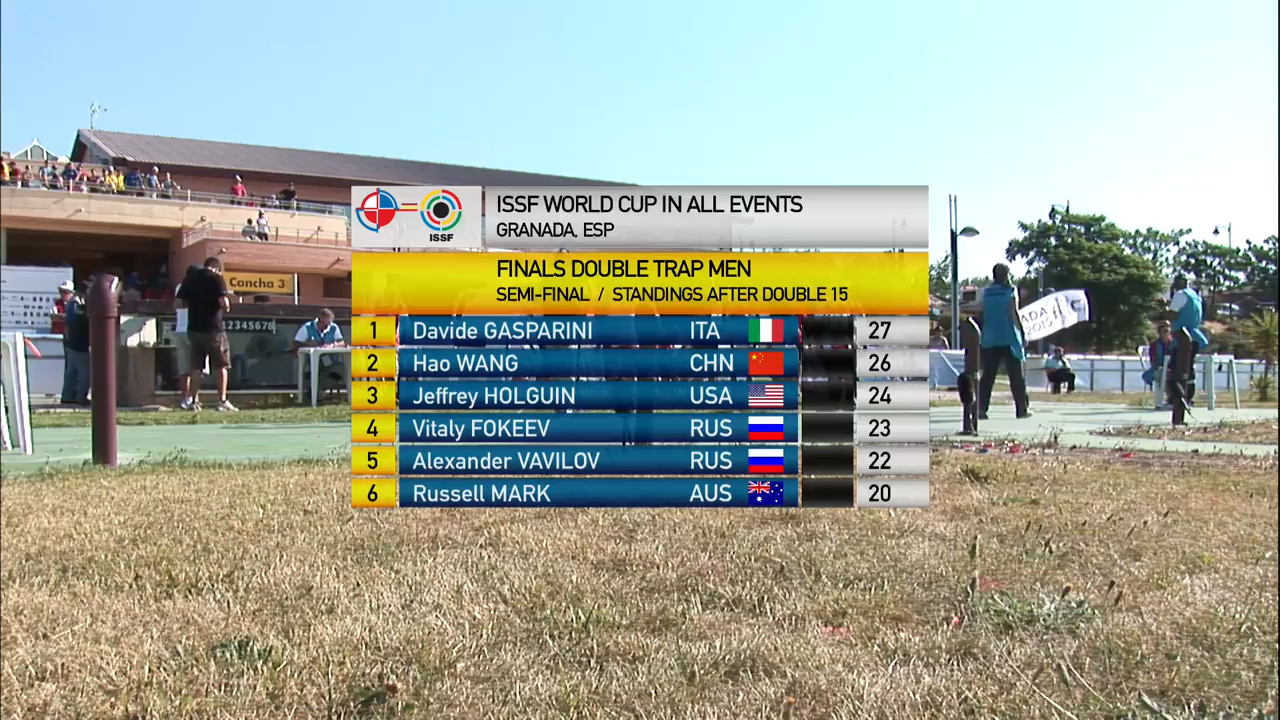 ISSF
ISSF WORLD CUP IN ALL EVENTS
GRANADA, ESP
FINALS DOUBLE TRAP MEN
SEMI-FINAL / STANDINGS AFTER DOUBLE 15
1 Davide GASPARINI ITA 27
2 Hao WANG CHN 26
3 Jeffrey HOLGUIN USA 24
4 Vitaly FOKEEV RUS 23
5 Alexander VAVILOV RUS 22
6 Russell MARK AUS 20
Cancha 3
12345678
2015